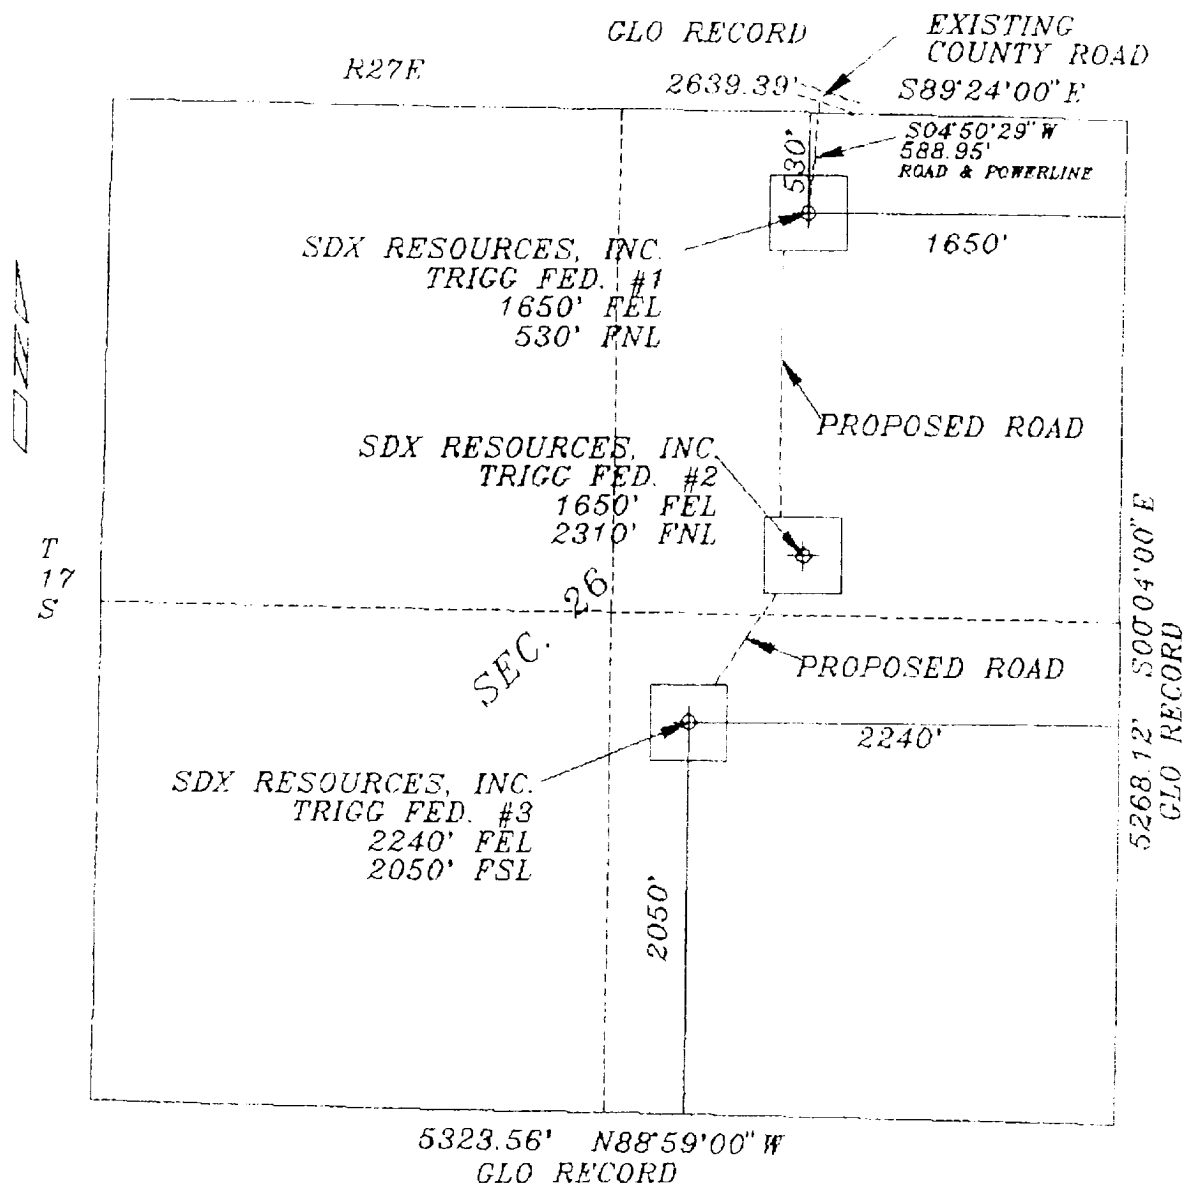 GLO RECORD
EXISTING
COUNTY ROAD
R27E
2639.39'
S89°24'00"E
S04°50'29"W
588.95'
ROAD & POWERLINE
530'
1650'
SDX RESOURCES, INC.
TRIGG FED. #1
1650' FEL
530' FNL
PROPOSED ROAD
SDX RESOURCES, INC.
TRIGG FED. #2
1650' FEL
2310' FNL
T
17
S
SEC. 26
PROPOSED ROAD
5268.12' S00°04'00"E
GLO RECORD
2240'
SDX RESOURCES, INC.
TRIGG FED. #3
2240' FEL
2050' FSL
2050'
5323.56' N88°59'00"W
GLO RECORD